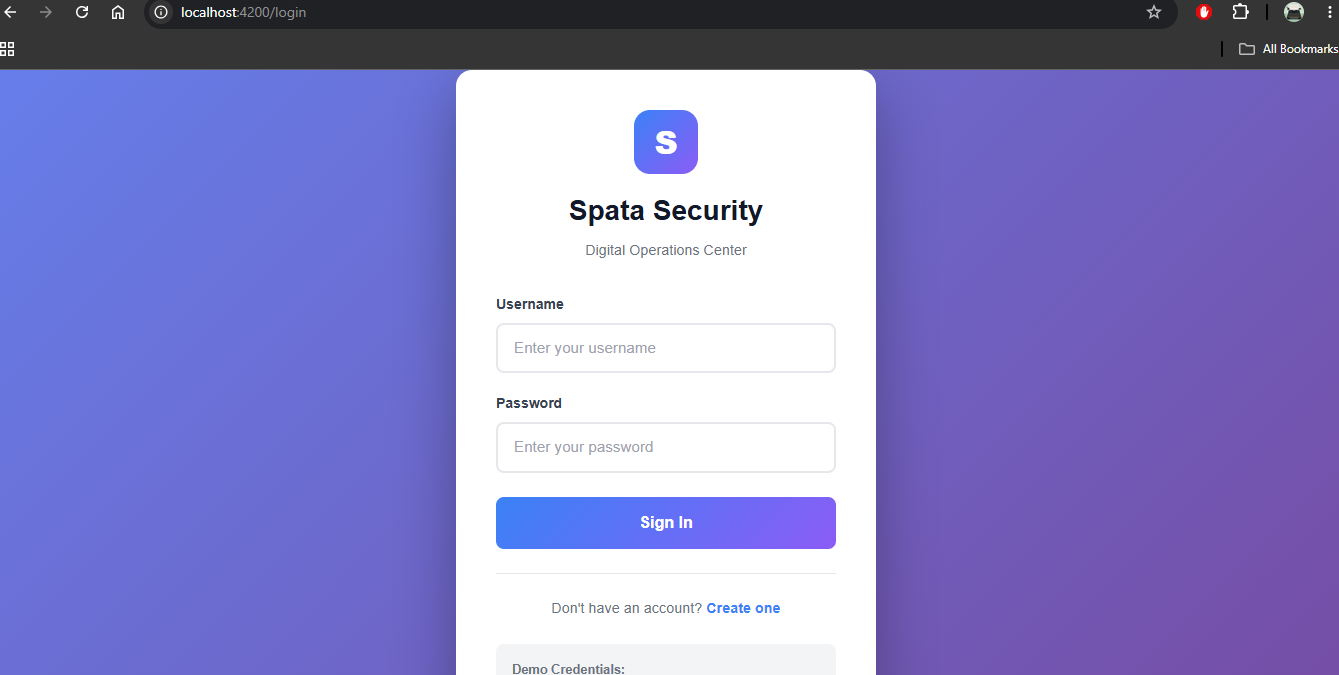 localhost:4200/login
All Bookmarks
S
Spata Security
Digital Operations Center
Username
Enter your username
Password
Enter your password
Sign In
Don't have an account? Create one
Demo Credentials: